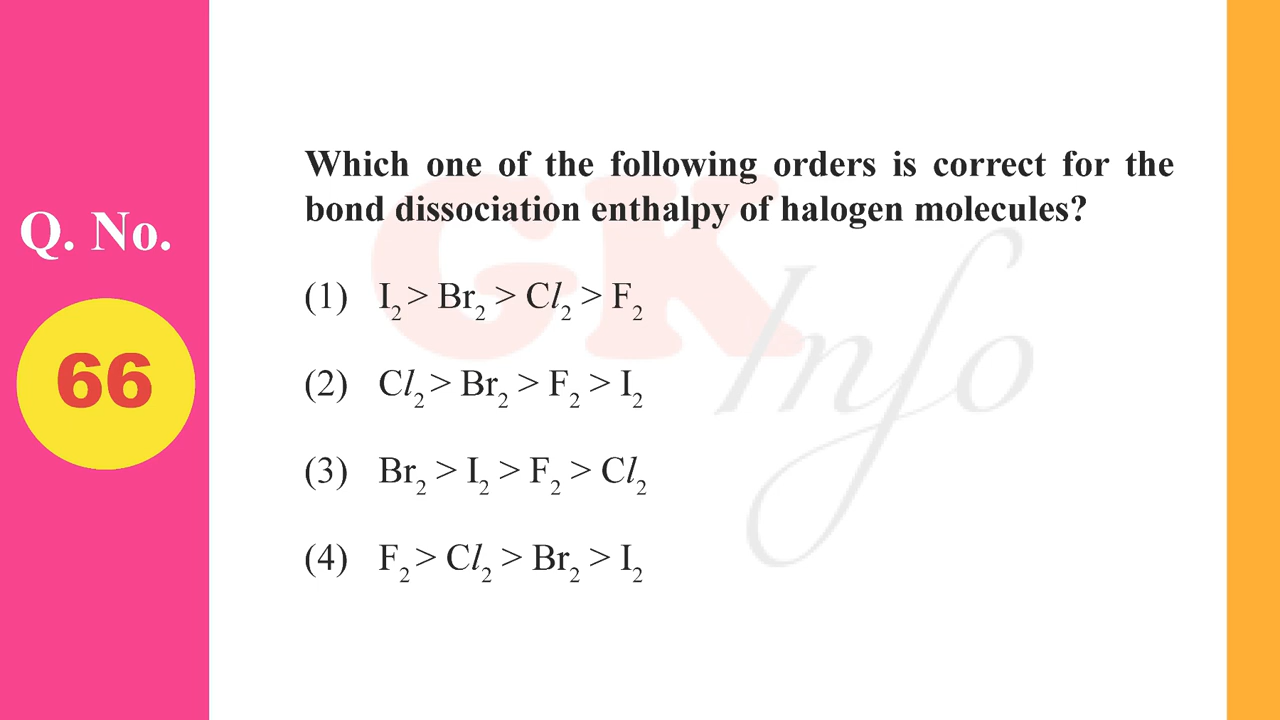 Q. No.
66
Which one of the following orders is correct for the
bond dissociation enthalpy of halogen molecules?
(1) I₂ > Br₂ > Cl₂ > F₂
(2) Cl₂ > Br₂ > F₂ > I₂
(3) Br₂ > I₂ > F₂ > Cl₂
(4) F₂ > Cl₂ > Br₂ > I₂
GK
Info